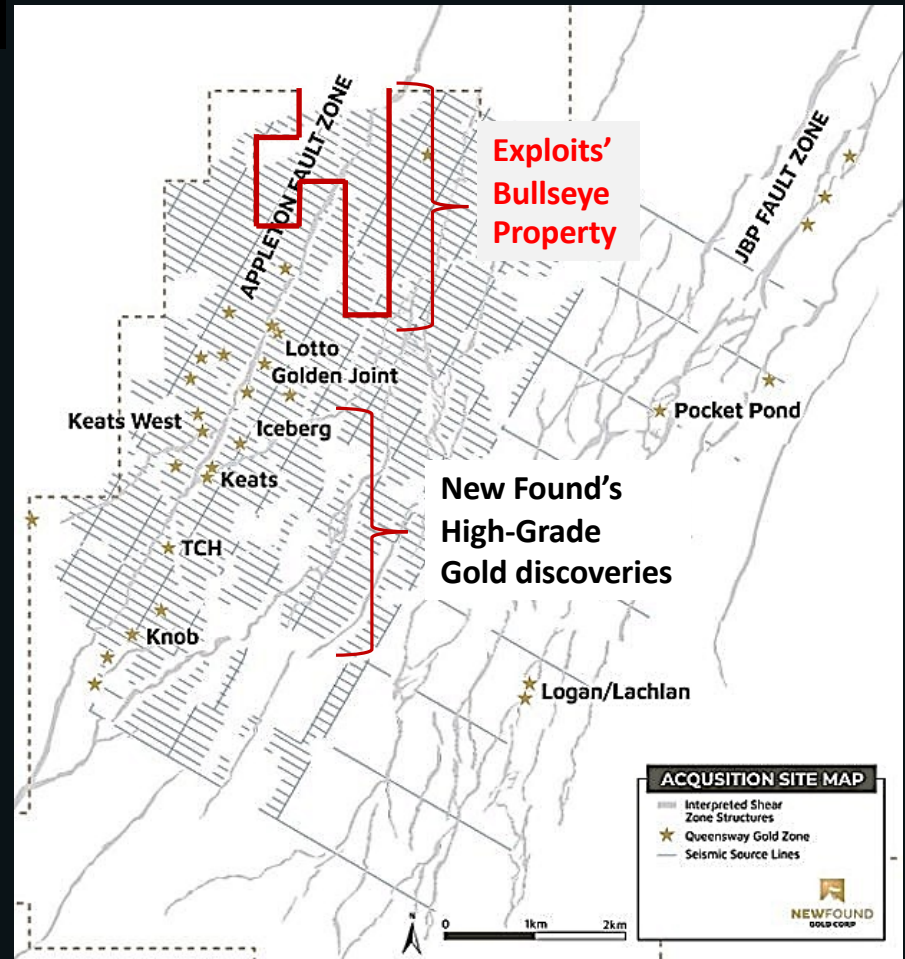 APPLETON FAULT ZONE
JBP FAULT ZONE
Exploits’
Bullseye
Property
Lotto
Golden Joint
Keats West
Iceberg
Keats
Pocket Pond
New Found’s
High-Grade
Gold discoveries
TCH
Knob
Logan/Lachlan
ACQUSITION SITE MAP
Interpreted Shear
Zone Structures
Queensway Gold Zone
Seismic Source Lines
NEWFOUND
GOLD CORP
N
0 1km 2km